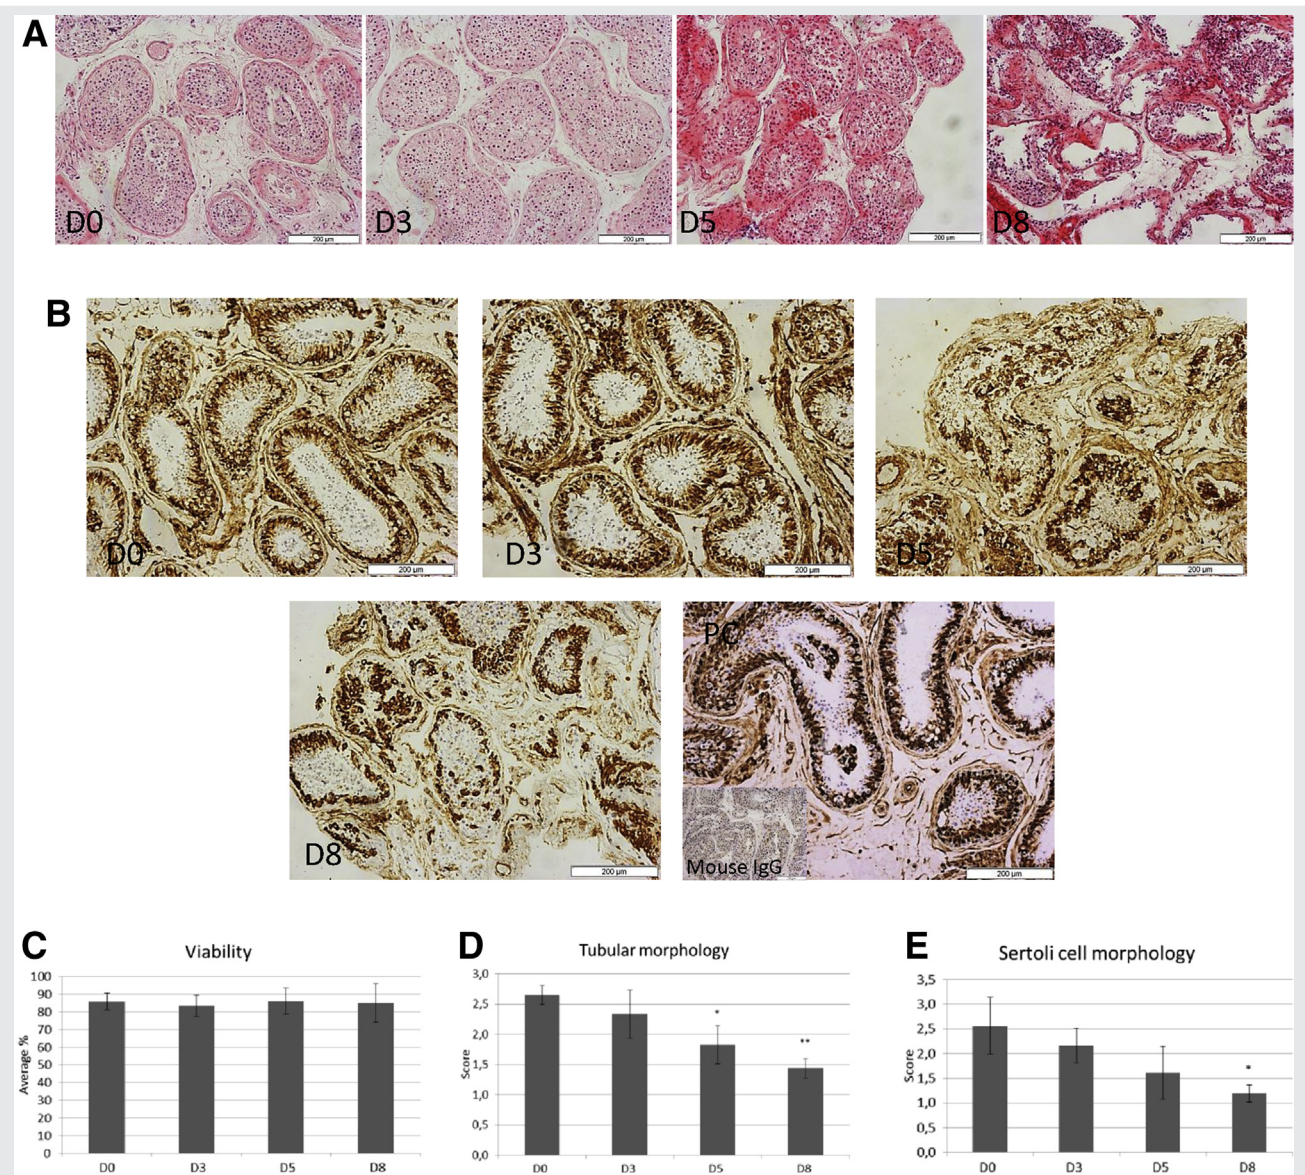 A
D0
200 µm
D3
200 µm
D5
200 µm
D8
200 µm
B
D0
200 µm
D3
200 µm
D5
200 µm
D8
200 µm
PC
Mouse IgG
200 µm
C
Viability
Average %
100
90
80
70
60
50
40
30
20
10
0
D0 D3 D5 D8
D
Tubular morphology
Score
3,0
2,5
2,0
1,5
1,0
0,5
0,0
*
**
D0 D3 D5 D8
E
Sertoli cell morphology
Score
3,5
3,0
2,5
2,0
1,5
1,0
0,5
0,0
*
D0 D3 D5 D8